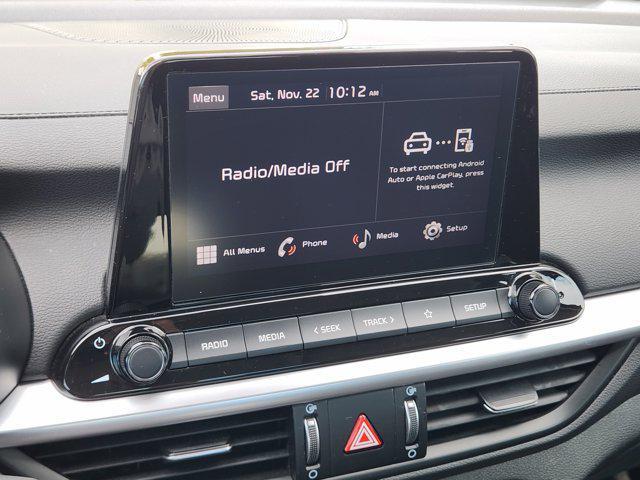 Menu
Sat, Nov. 22 10:12 AM
Radio/Media Off
To start connecting Android
Auto or Apple CarPlay, press
this widget.
All Menus
Phone
Media
Setup
RADIO
MEDIA
< SEEK
TRACK >
☆
SETUP